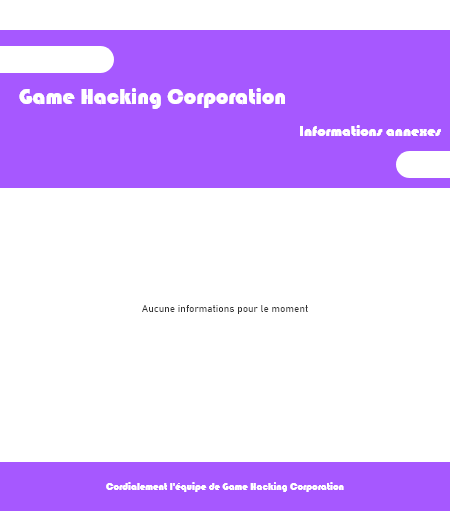 Game Hacking Corporation
Informations annexes
Aucune informations pour le moment
Cordialement l'équipe de Game Hacking Corporation